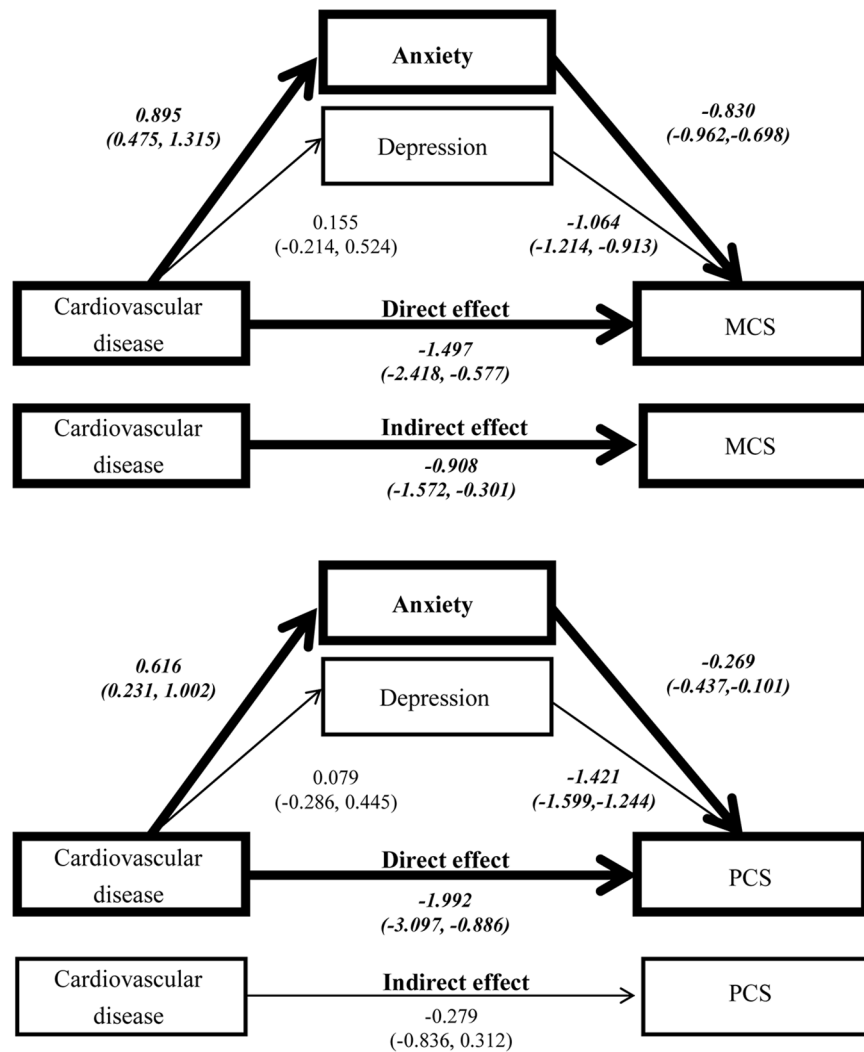 Anxiety
0.895
(0.475, 1.315)
-0.830
(-0.962,-0.698)
Depression
0.155
(-0.214, 0.524)
-1.064
(-1.214, -0.913)
Cardiovascular
disease
Direct effect
-1.497
(-2.418, -0.577)
MCS
Cardiovascular
disease
Indirect effect
-0.908
(-1.572, -0.301)
MCS
Anxiety
0.616
(0.231, 1.002)
-0.269
(-0.437,-0.101)
Depression
0.079
(-0.286, 0.445)
-1.421
(-1.599,-1.244)
Cardiovascular
disease
Direct effect
-1.992
(-3.097, -0.886)
PCS
Cardiovascular
disease
Indirect effect
-0.279
(-0.836, 0.312)
PCS